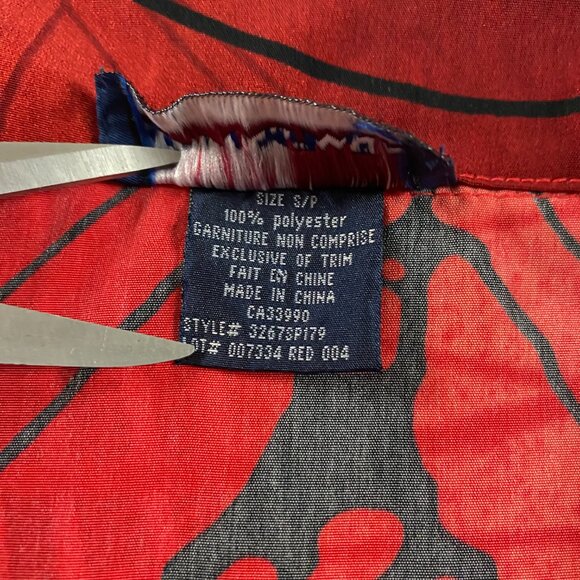 SIZE S/P
100% polyester
GARNITURE NON COMPRISE
EXCLUSIVE OF TRIM
FAIT EN CHINE
MADE IN CHINA
CA33990
STYLE# 3267SP179
LOT# 007334 RED 004